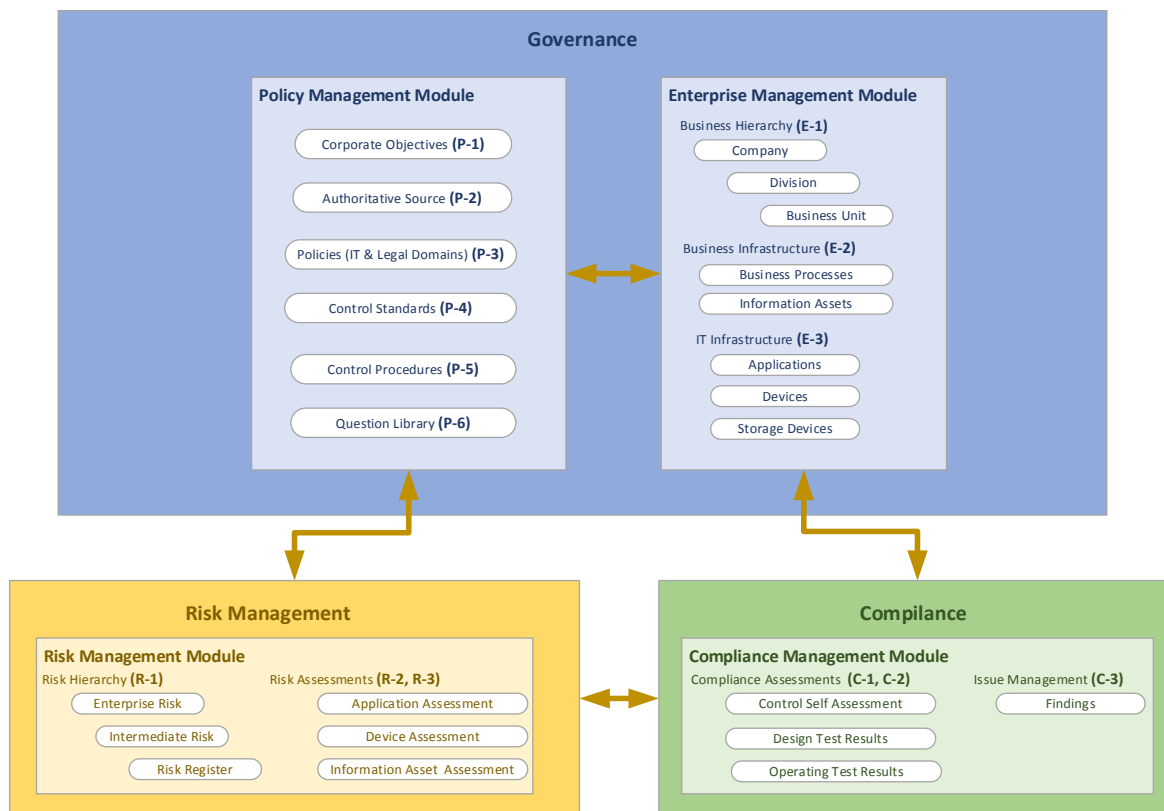 Governance
Policy Management Module
Corporate Objectives (P-1)
Authoritative Source (P-2)
Policies (IT & Legal Domains) (P-3)
Control Standards (P-4)
Control Procedures (P-5)
Question Library (P-6)
Enterprise Management Module
Business Hierarchy (E-1)
Company
Division
Business Unit
Business Infrastructure (E-2)
Business Processes
Information Assets
IT Infrastructure (E-3)
Applications
Devices
Storage Devices
Risk Management
Risk Management Module
Risk Hierarchy (R-1)
Enterprise Risk
Intermediate Risk
Risk Register
Risk Assessments (R-2, R-3)
Application Assessment
Device Assessment
Information Asset Assessment
Compilance
Compliance Management Module
Compliance Assessments (C-1, C-2)
Control Self Assessment
Design Test Results
Operating Test Results
Issue Management (C-3)
Findings